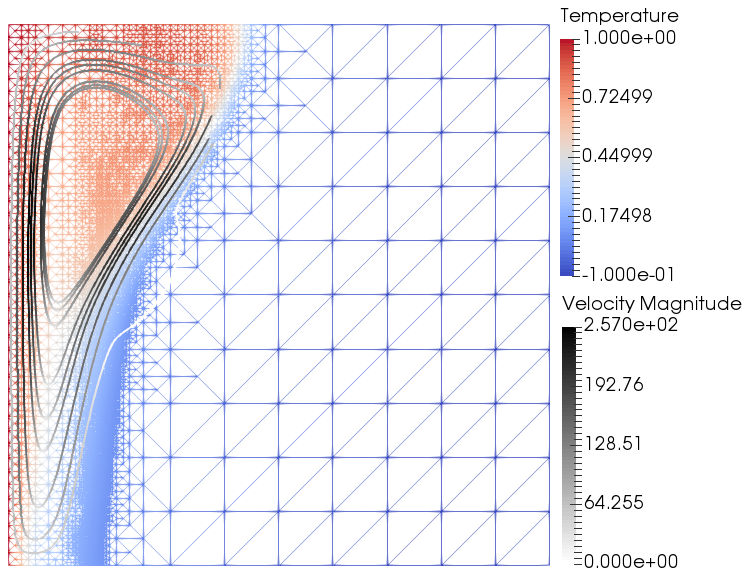 Temperature
1.000e+00
0.72499
0.44999
0.17498
-1.000e-01
Velocity Magnitude
2.570e+02
192.76
128.51
64.255
0.000e+00